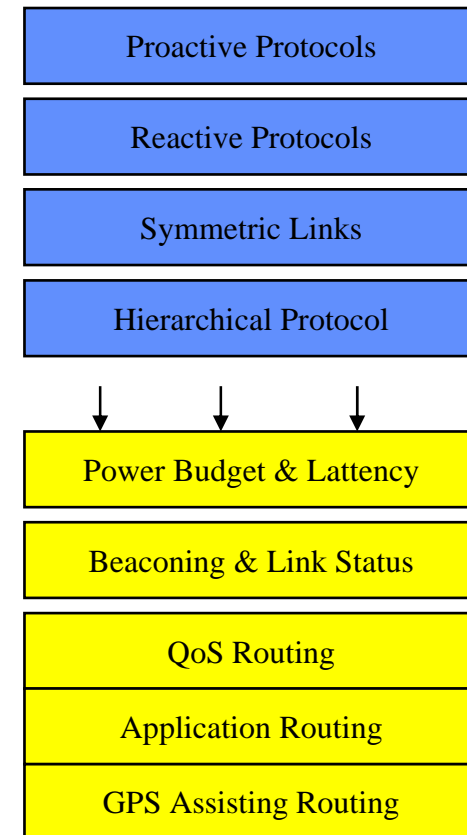 Proactive Protocols
Reactive Protocols
Symmetric Links
Hierarchical Protocol
Power Budget & Lattency
Beaconing & Link Status
QoS Routing
Application Routing
GPS Assisting Routing